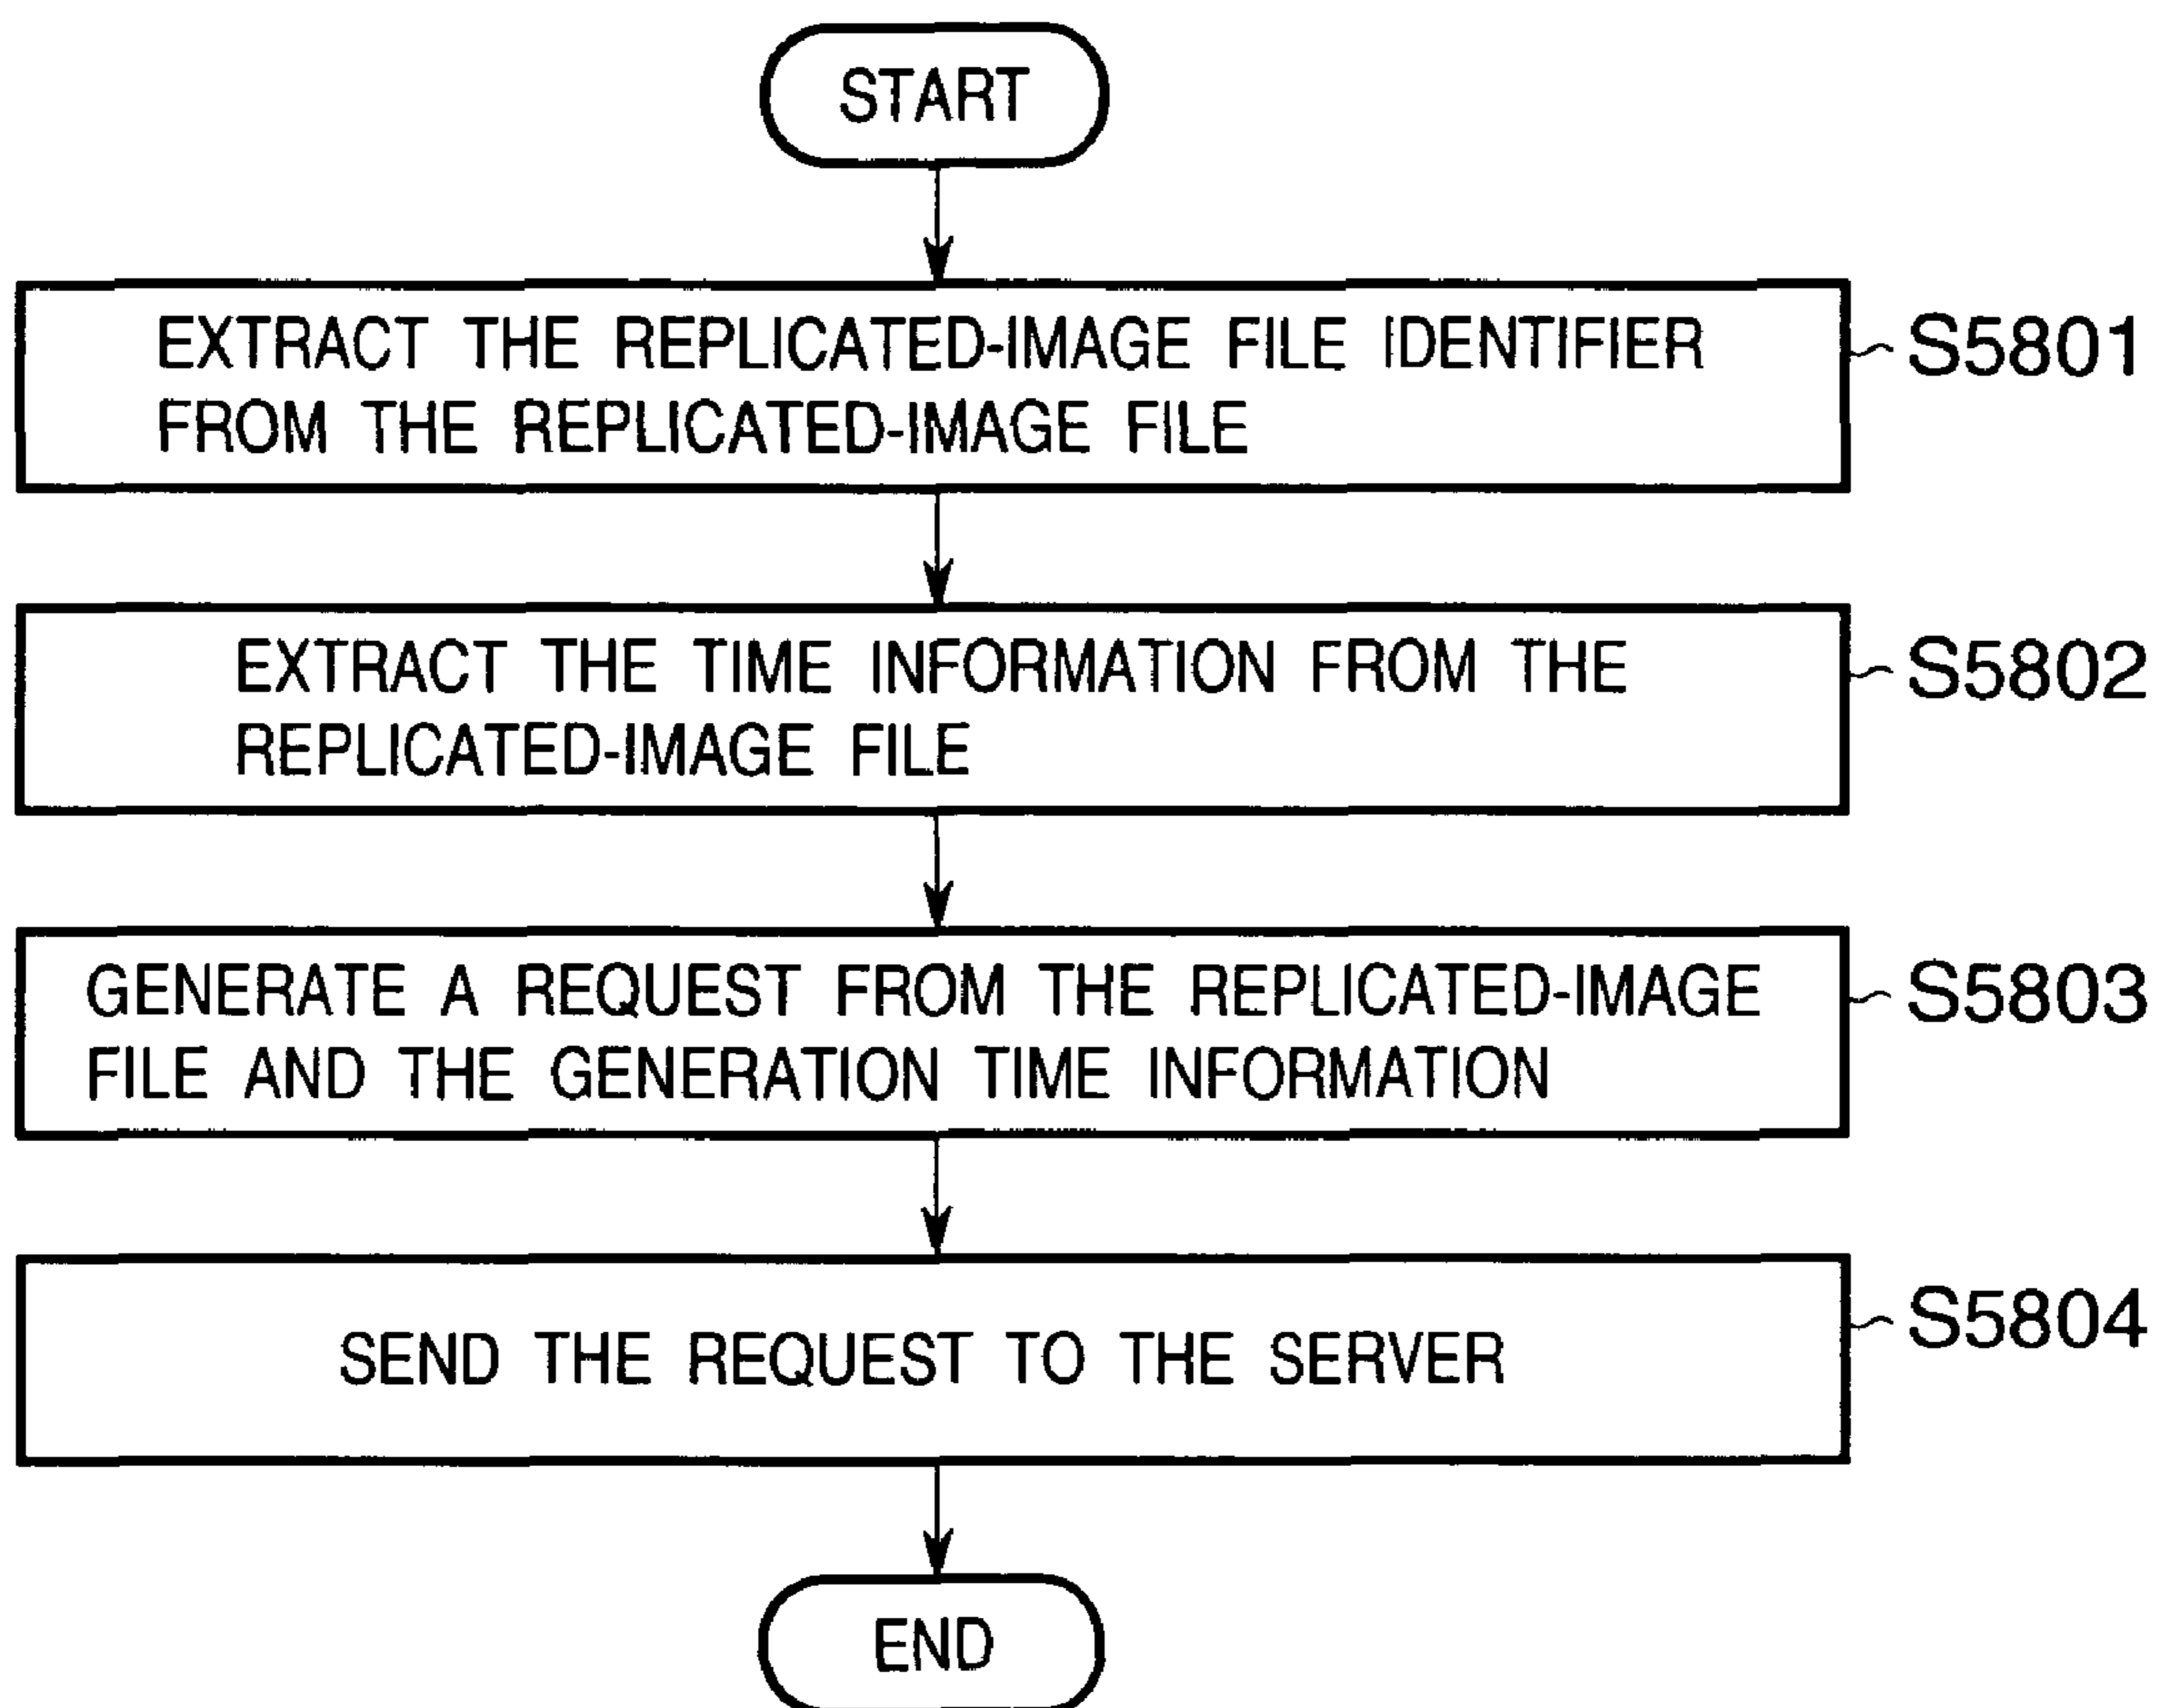 START
EXTRACT THE REPLICATED-IMAGE FILE IDENTIFIER
FROM THE REPLICATED-IMAGE FILE
S5801
EXTRACT THE TIME INFORMATION FROM THE
REPLICATED-IMAGE FILE
S5802
GENERATE A REQUEST FROM THE REPLICATED-IMAGE
FILE AND THE GENERATION TIME INFORMATION
S5803
SEND THE REQUEST TO THE SERVER
S5804
END